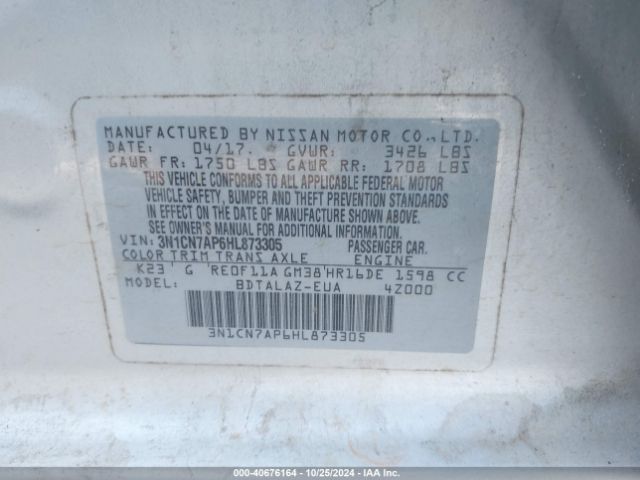 MANUFACTURED BY NISSAN MOTOR CO., LTD.
DATE: 04/17. GVWR: 3426 LBS
GAWR FR: 1750 LBS GAWR RR: 1708 LBS
THIS VEHICLE CONFORMS TO ALL APPLICABLE FEDERAL MOTOR
VEHICLE SAFETY, BUMPER AND THEFT PREVENTION STANDARDS
IN EFFECT ON THE DATE OF MANUFACTURE SHOWN ABOVE.
SEE OWNER'S MANUAL FOR ADDITIONAL INFORMATION.
VIN: 3N1CN7AP6HL873305 PASSENGER CAR.
COLOR TRIM TRANS AXLE ENGINE
K23 G RE0F11A GM38 HR16DE 1598 CC
MODEL: BDTALAZ-EUA 4Z000
3N1CN7AP6HL873305
000-40676164 | 10/25/2024 | IAA Inc.